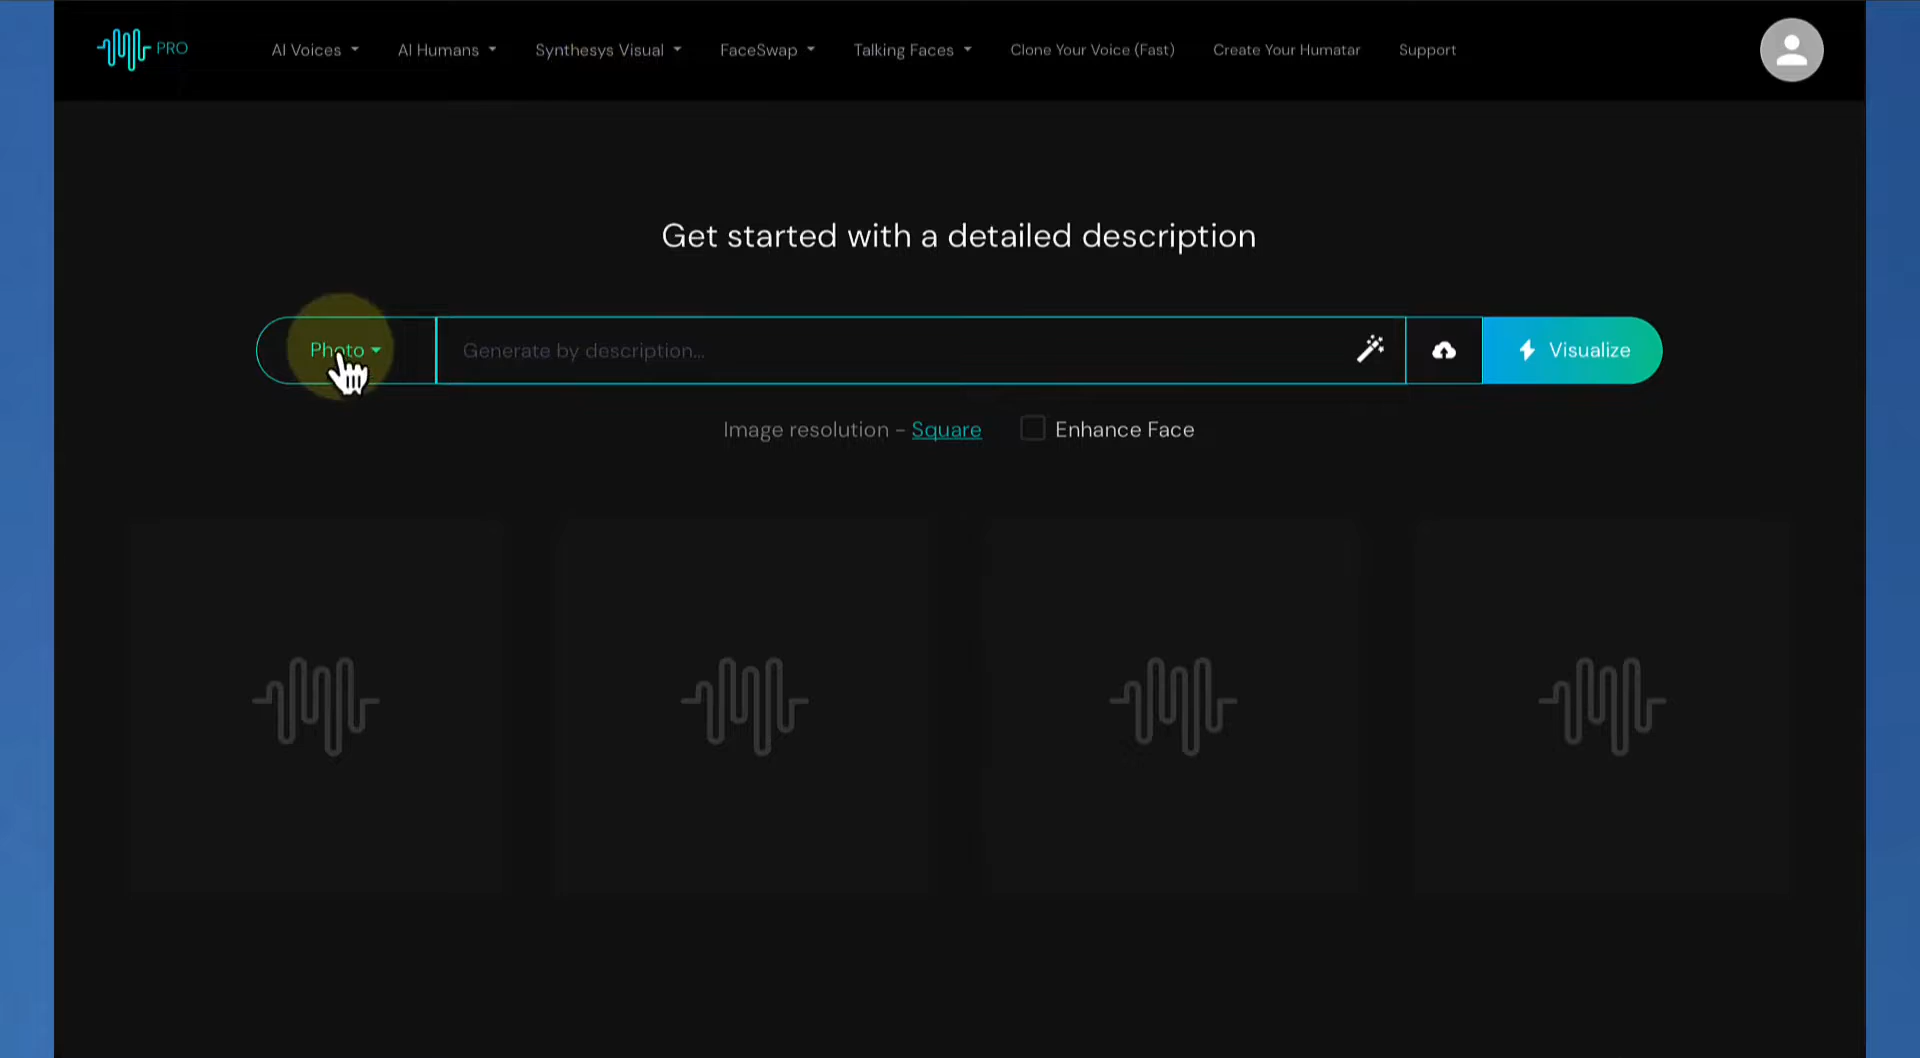 PRO
AI Voices
AI Humans
Synthesys Visual
FaceSwap
Talking Faces
Clone Your Voice (Fast)
Create Your Humatar
Support
Get started with a detailed description
Photo
Generate by description...
Visualize
Image resolution - Square
Enhance Face